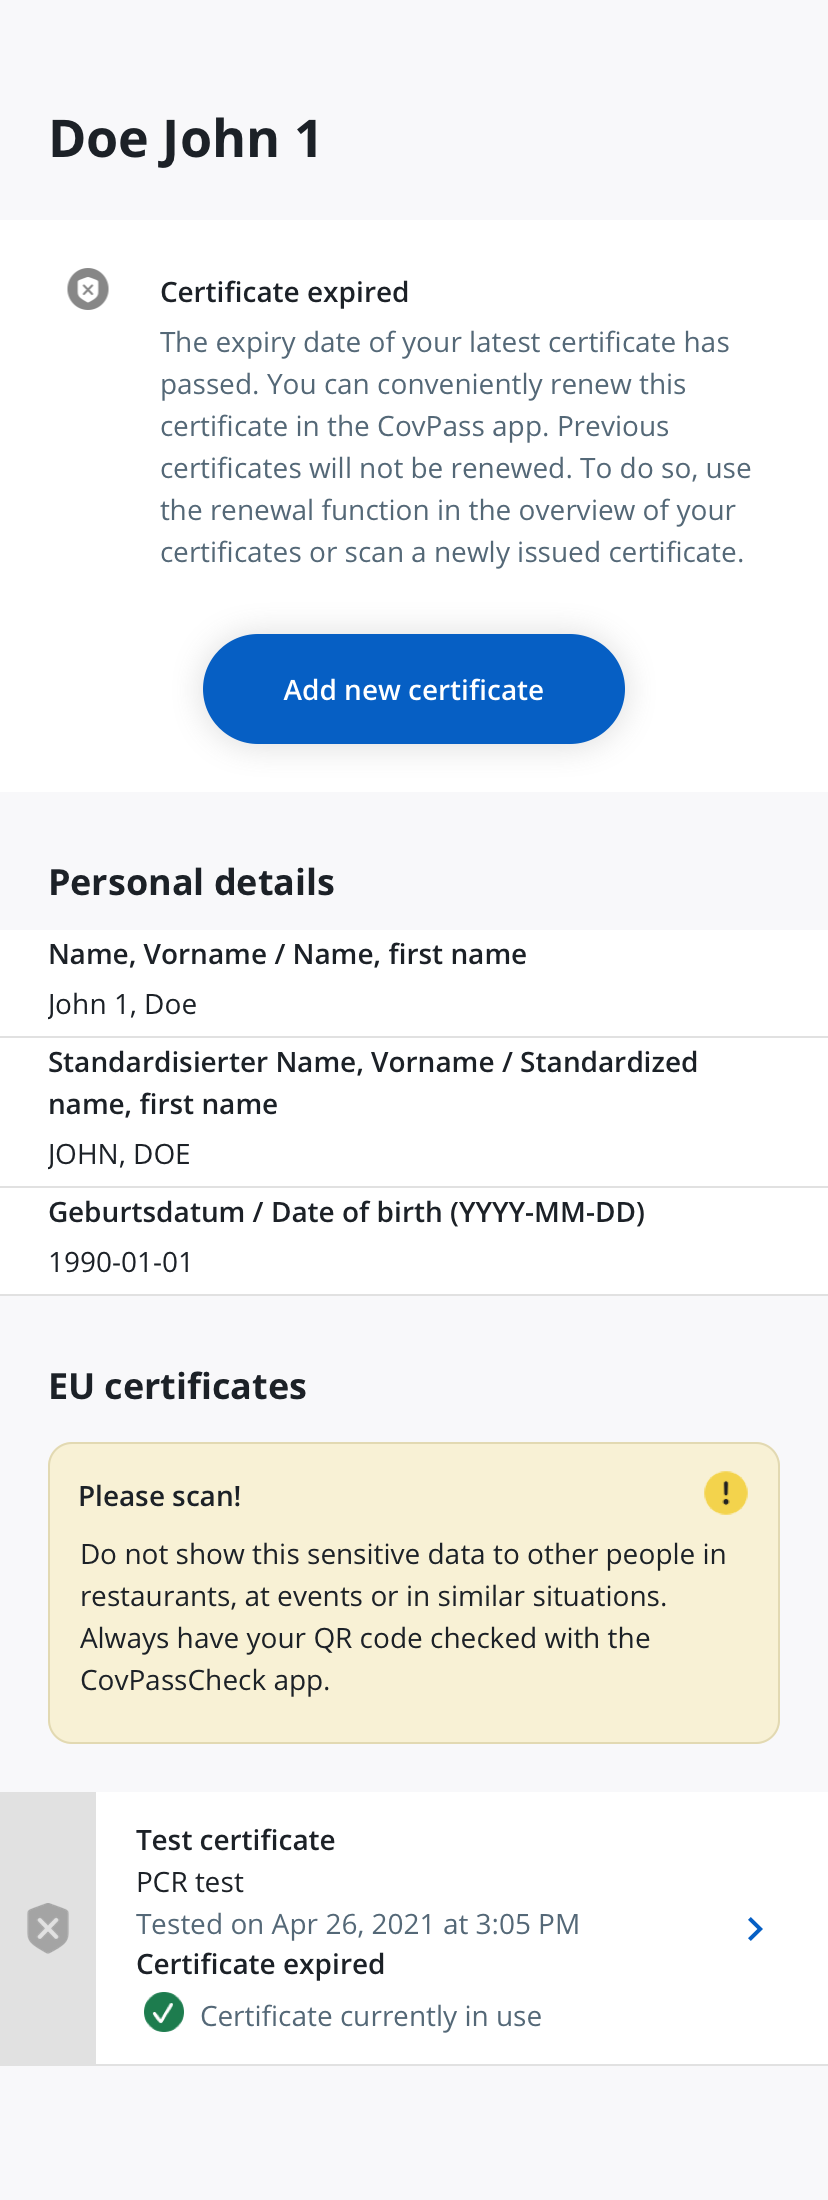 Doe John 1
Certificate expired
The expiry date of your latest certificate has
passed. You can conveniently renew this
certificate in the CovPass app. Previous
certificates will not be renewed. To do so, use
the renewal function in the overview of your
certificates or scan a newly issued certificate.
Add new certificate
Personal details
Name, Vorname / Name, first name
John 1, Doe
Standardisierter Name, Vorname / Standardized
name, first name
JOHN, DOE
Geburtsdatum / Date of birth (YYYY-MM-DD)
1990-01-01
EU certificates
Please scan!
Do not show this sensitive data to other people in
restaurants, at events or in similar situations.
Always have your QR code checked with the
CovPassCheck app.
Test certificate
PCR test
Tested on Apr 26, 2021 at 3:05 PM
Certificate expired
Certificate currently in use